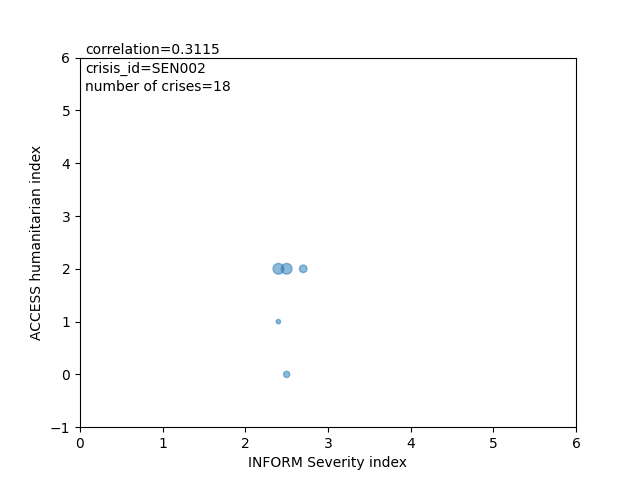 correlation=0.3115
crisis_id=SEN002
number of crises=18
6
5
4
3
2
1
0
−1
ACCESS humanitarian index
0 1 2 3 4 5 6
INFORM Severity index